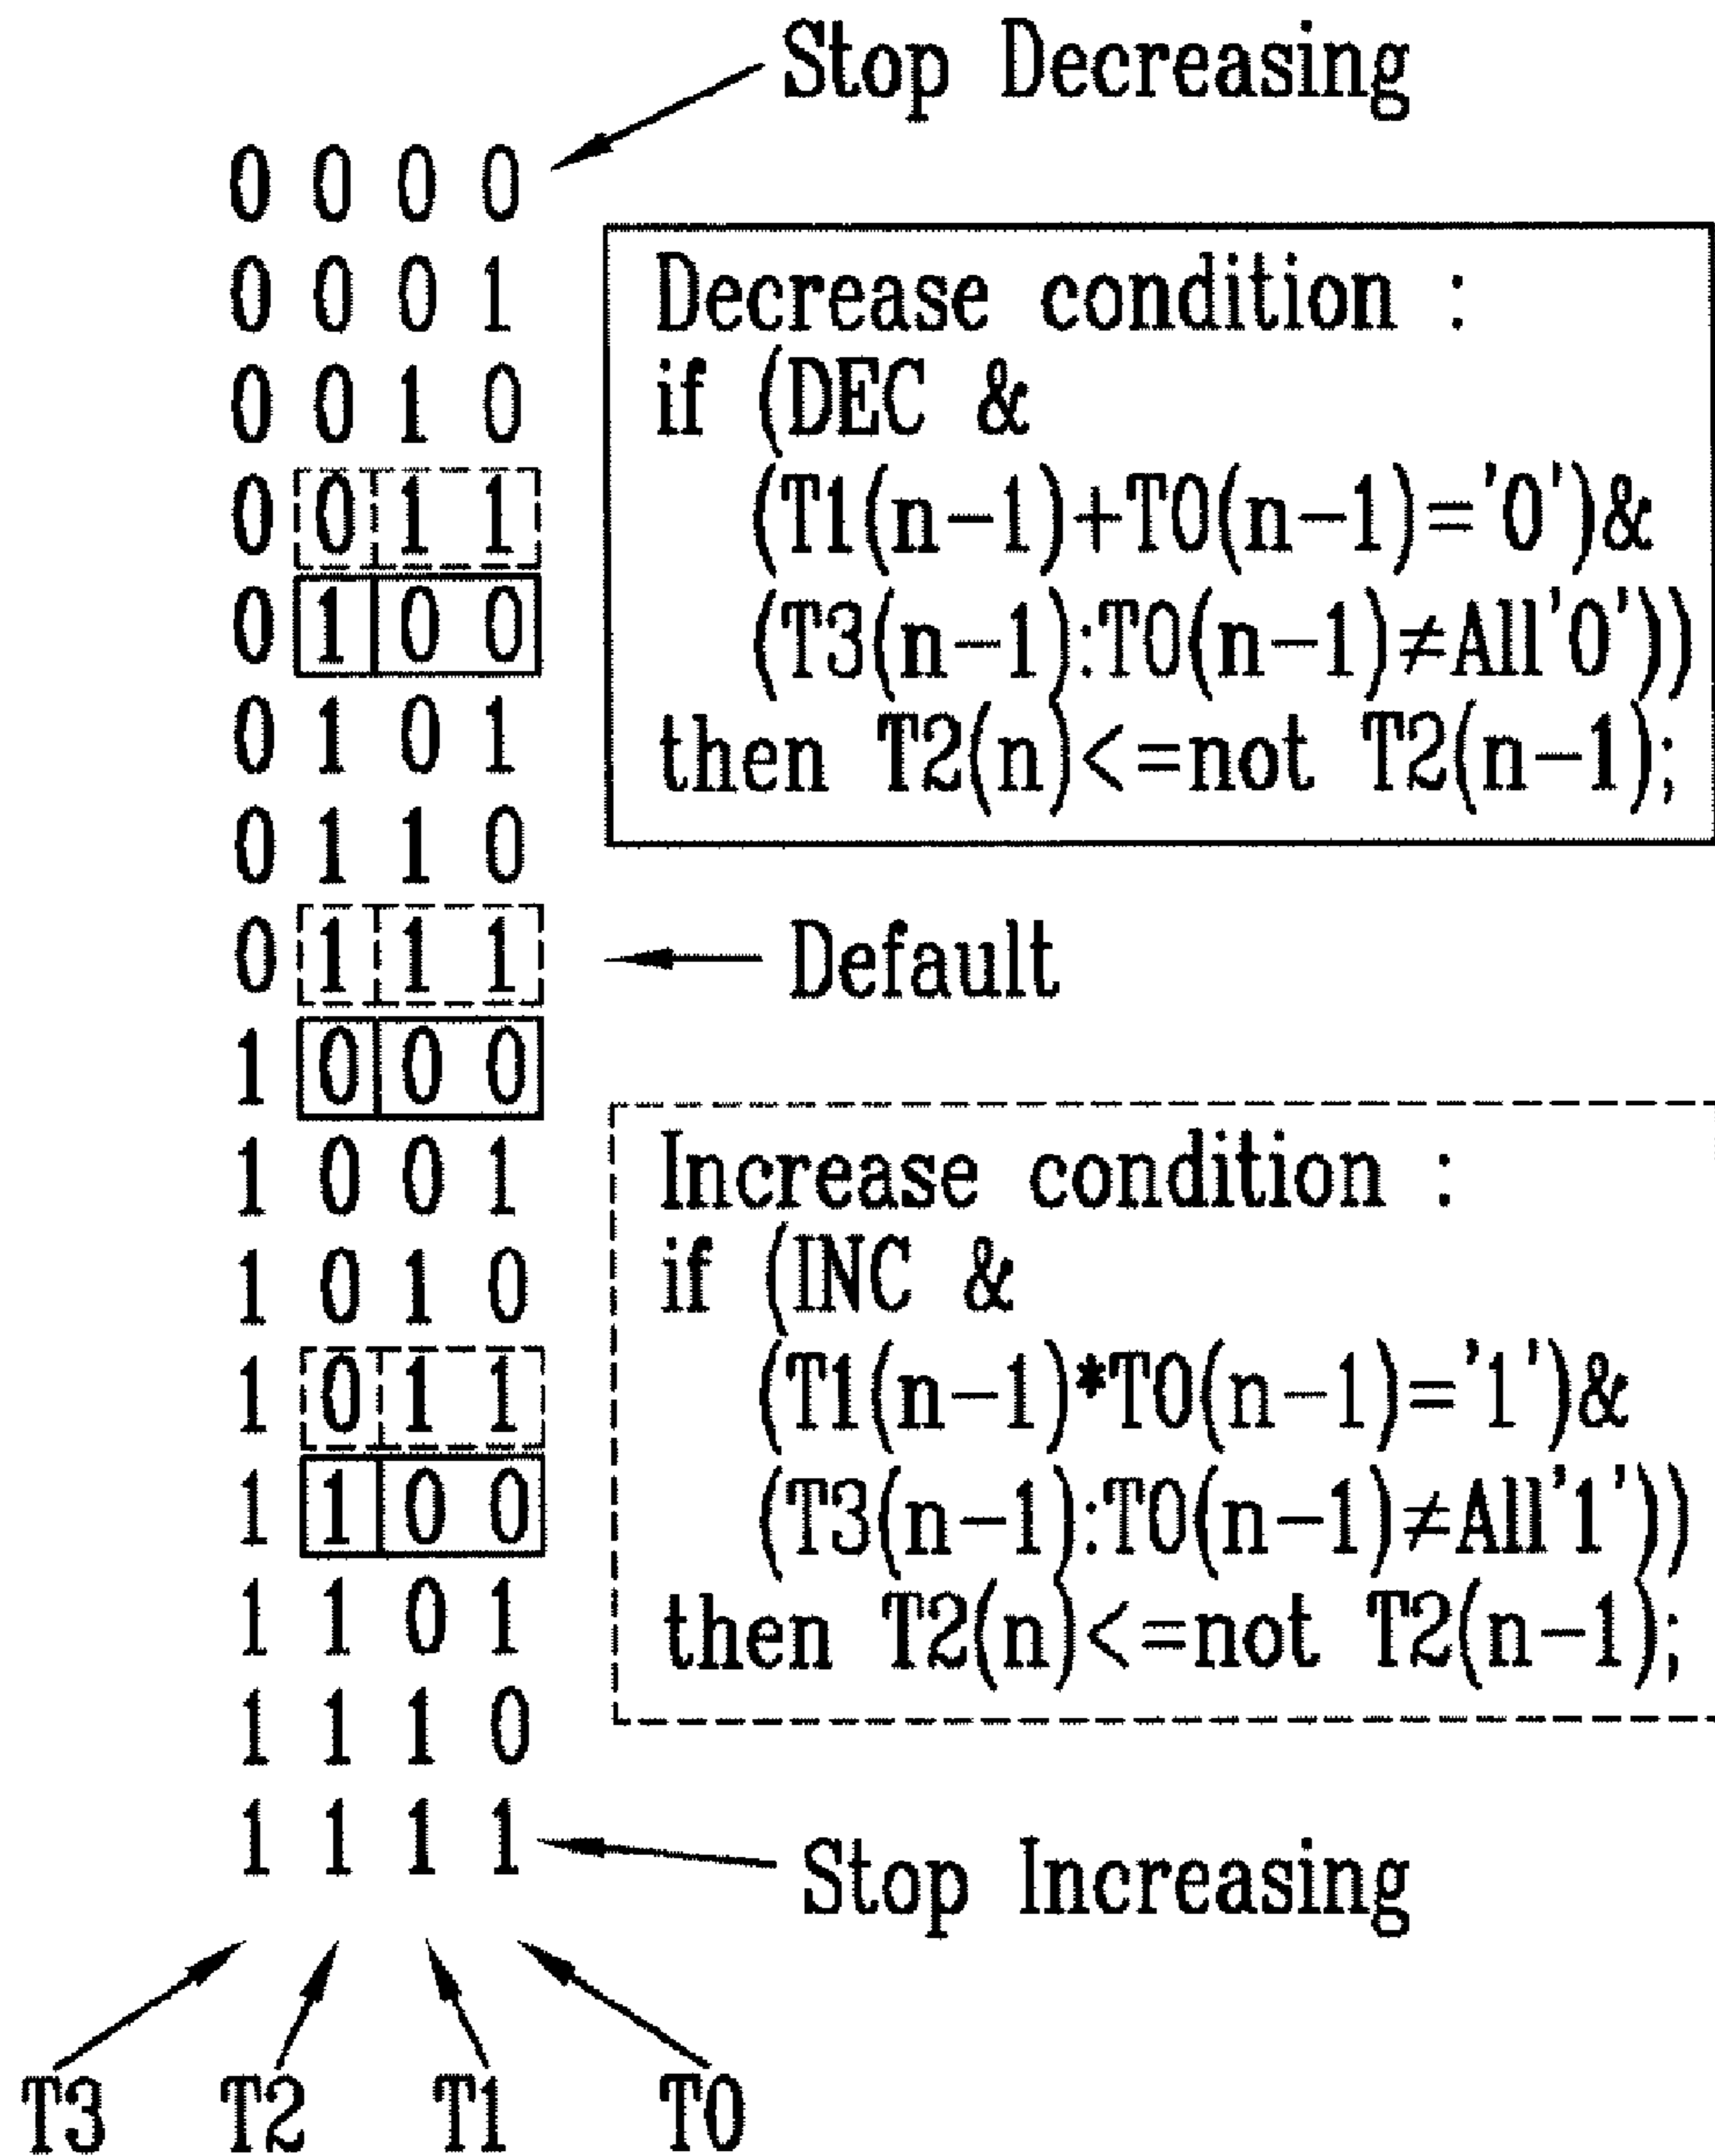 Stop Decreasing
0 0 0 0
0 0 0 1
0 0 1 0
0 0 1 1
0 1 0 0
0 1 0 1
0 1 1 0
0 1 1 1
1 0 0 0
1 0 0 1
1 0 1 0
1 0 1 1
1 1 0 0
1 1 0 1
1 1 1 0
1 1 1 1
Decrease condition :
if (DEC &
(T1(n-1)+T0(n-1)='0')&
(T3(n-1):T0(n-1)≠All'0'))
then T2(n)<=not T2(n-1);
Default
Increase condition :
if (INC &
(T1(n-1)*T0(n-1)='1')&
(T3(n-1):T0(n-1)≠All'1'))
then T2(n)<=not T2(n-1);
Stop Increasing
T3 T2 T1 T0